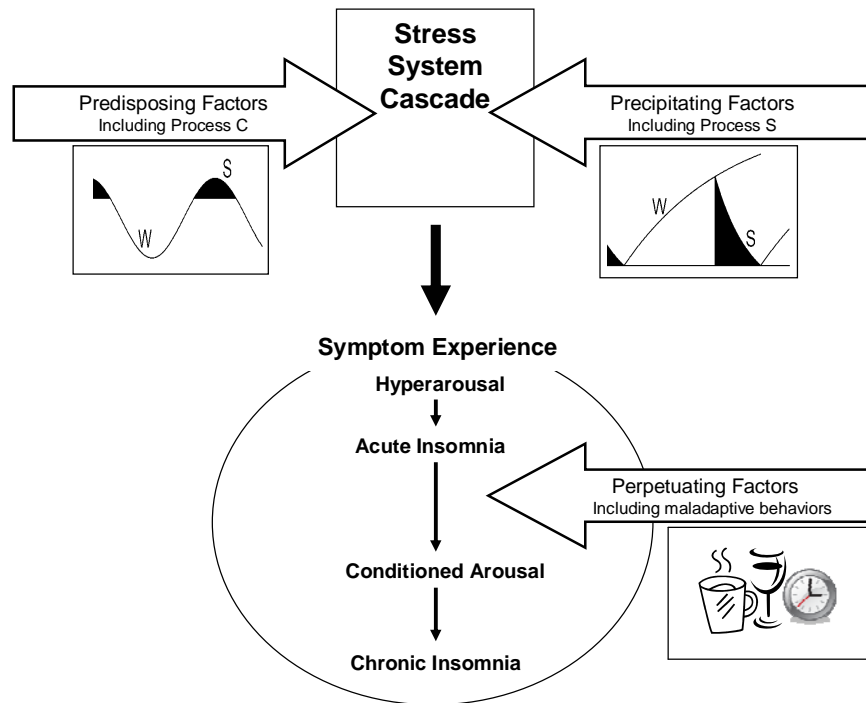 Stress
System
Cascade
Predisposing Factors
Including Process C
Precipitating Factors
Including Process S
S
W
W
S
Symptom Experience
Hyperarousal
Acute Insomnia
Perpetuating Factors
Including maladaptive behaviors
Conditioned Arousal
Chronic Insomnia